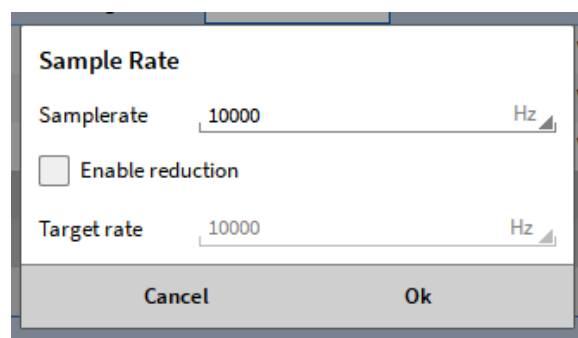 Sample Rate
Samplerate 10000 Hz
Enable reduction
Target rate 10000 Hz
Cancel Ok